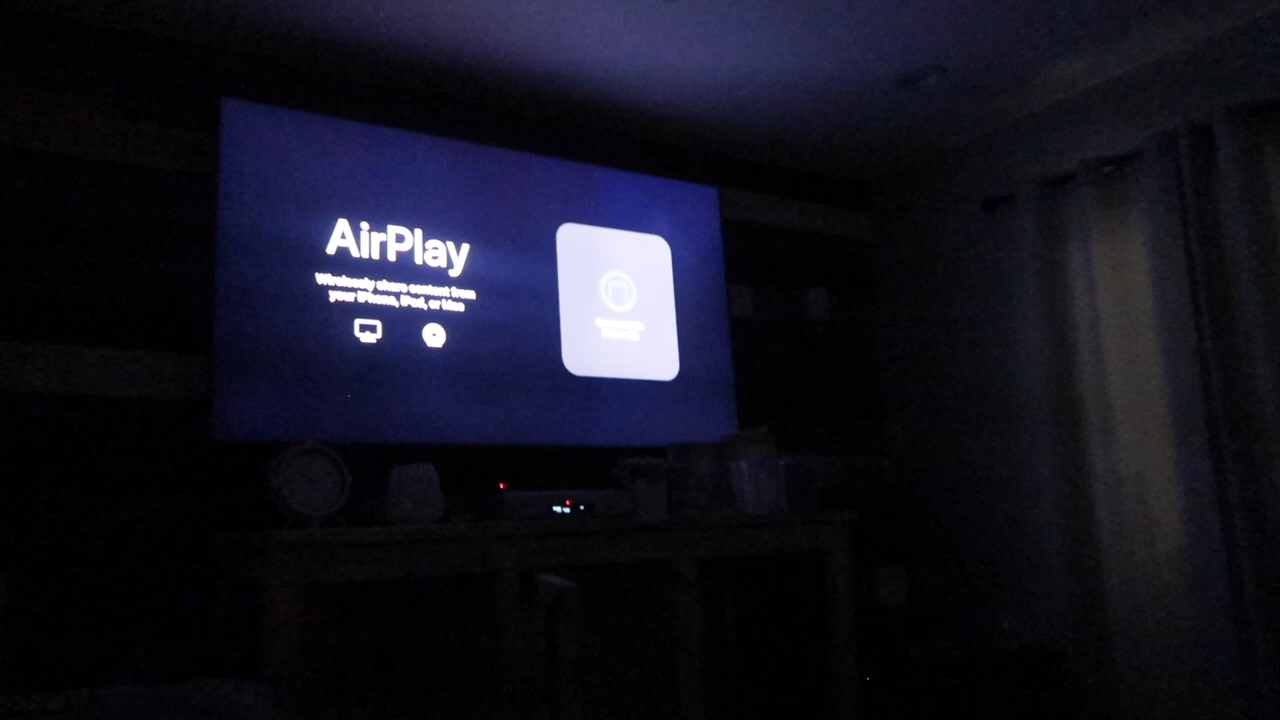 AirPlay
Wirelessly share content from
your iPhone, iPad, or Mac